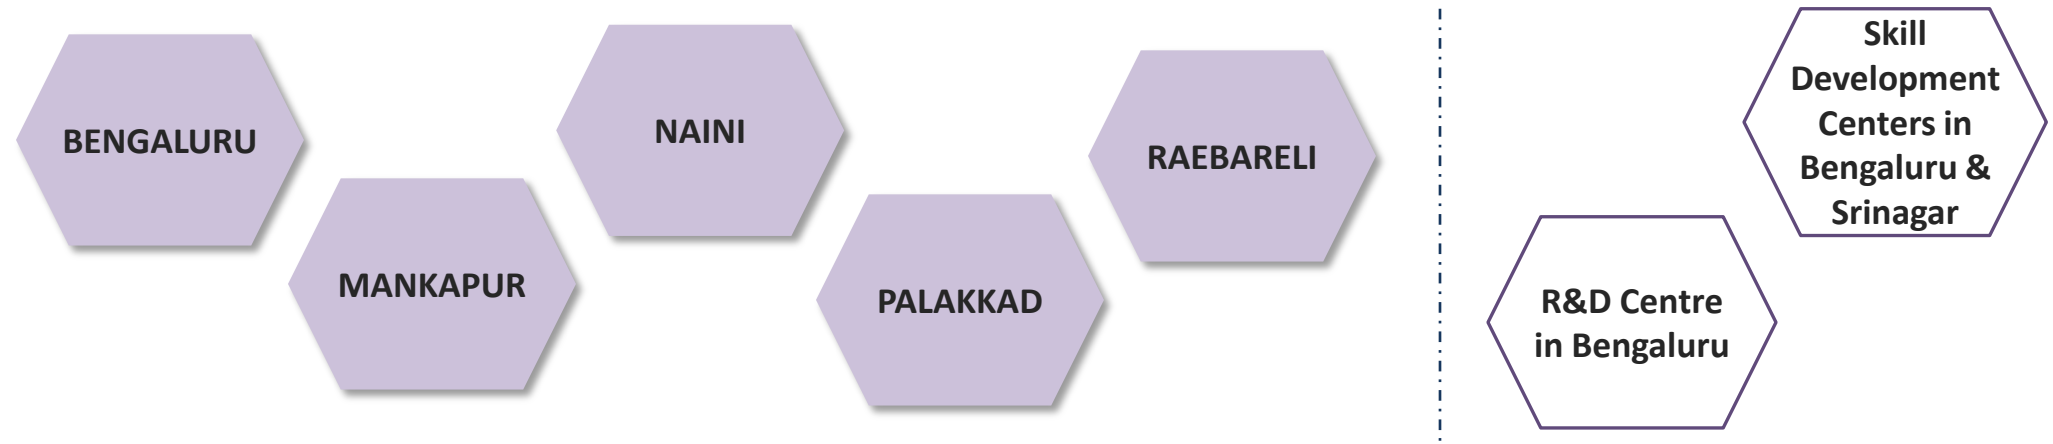 BENGALURU
MANKAPUR
NAINI
PALAKKAD
RAEBARELI
Skill
Development
Centers in
Bengaluru &
Srinagar
R&D Centre
in Bengaluru